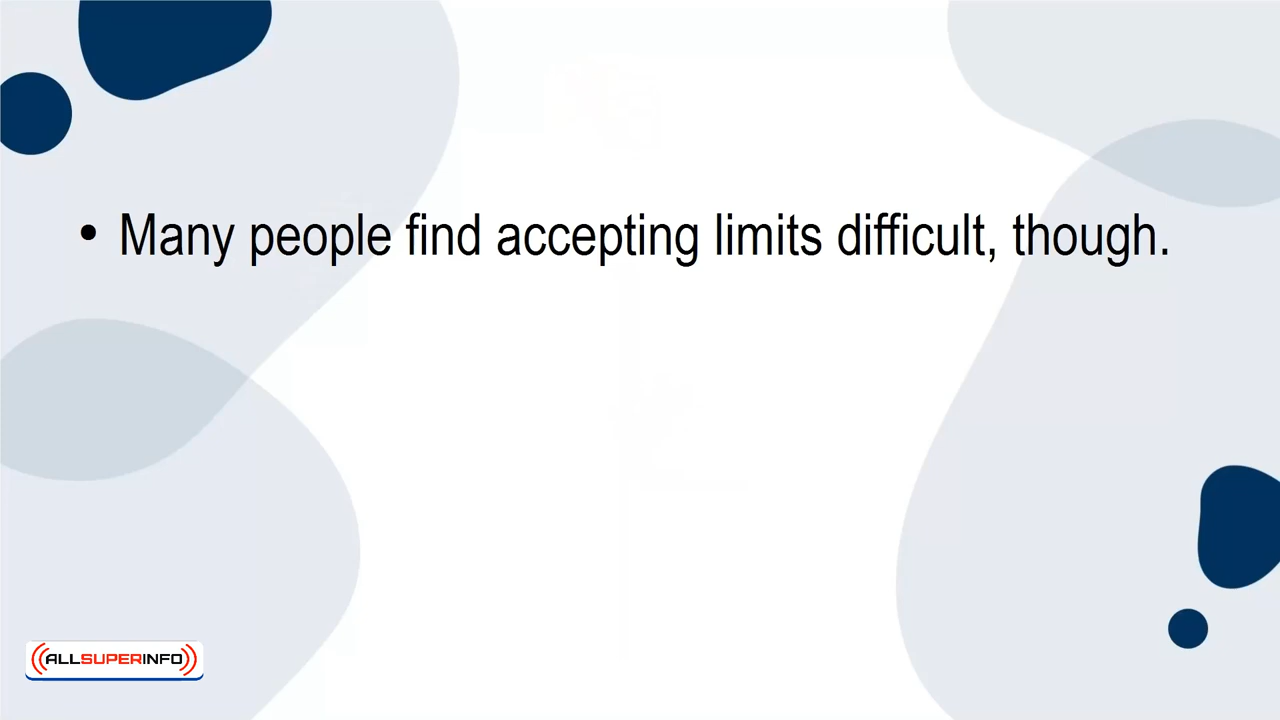 • Many people find accepting limits difficult, though.
ALLSUPERINFO